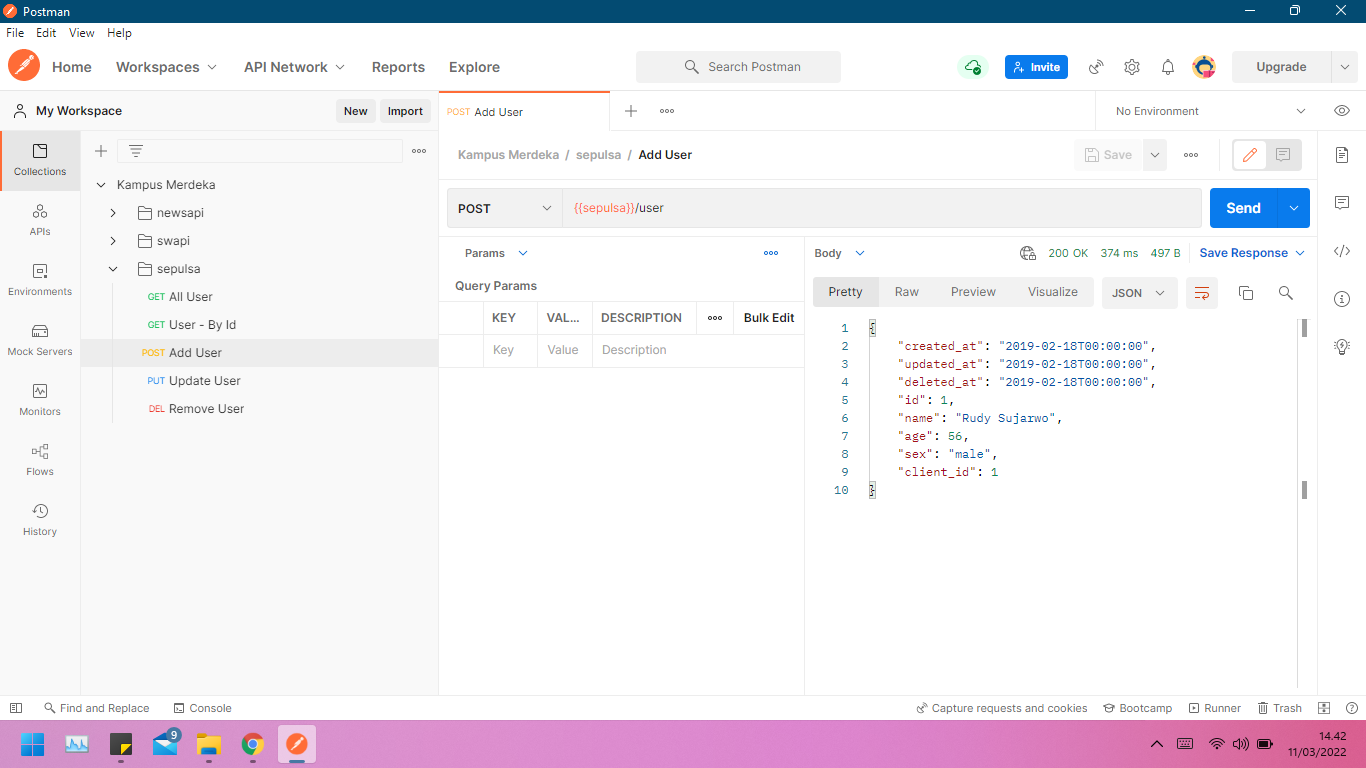 Postman
File Edit View Help
Home Workspaces API Network Reports Explore Search Postman Invite Upgrade
My Workspace New Import POST Add User No Environment
Collections
APIs
Environments
Mock Servers
Monitors
Flows
History
Kampus Merdeka
newsapi
swapi
sepulsa
GET All User
GET User - By Id
POST Add User
PUT Update User
DEL Remove User
Kampus Merdeka / sepulsa / Add User Save
POST {{sepulsa}}/user Send
Params
Query Params
KEY VAL... DESCRIPTION Bulk Edit
Key Value Description
Body 200 OK 374 ms 497 B Save Response
Pretty Raw Preview Visualize JSON
1 {
2 "created_at": "2019-02-18T00:00:00",
3 "updated_at": "2019-02-18T00:00:00",
4 "deleted_at": "2019-02-18T00:00:00",
5 "id": 1,
6 "name": "Rudy Sujarwo",
7 "age": 56,
8 "sex": "male",
9 "client_id": 1
10 }
Find and Replace Console Capture requests and cookies Bootcamp Runner Trash
9
14.42
11/03/2022